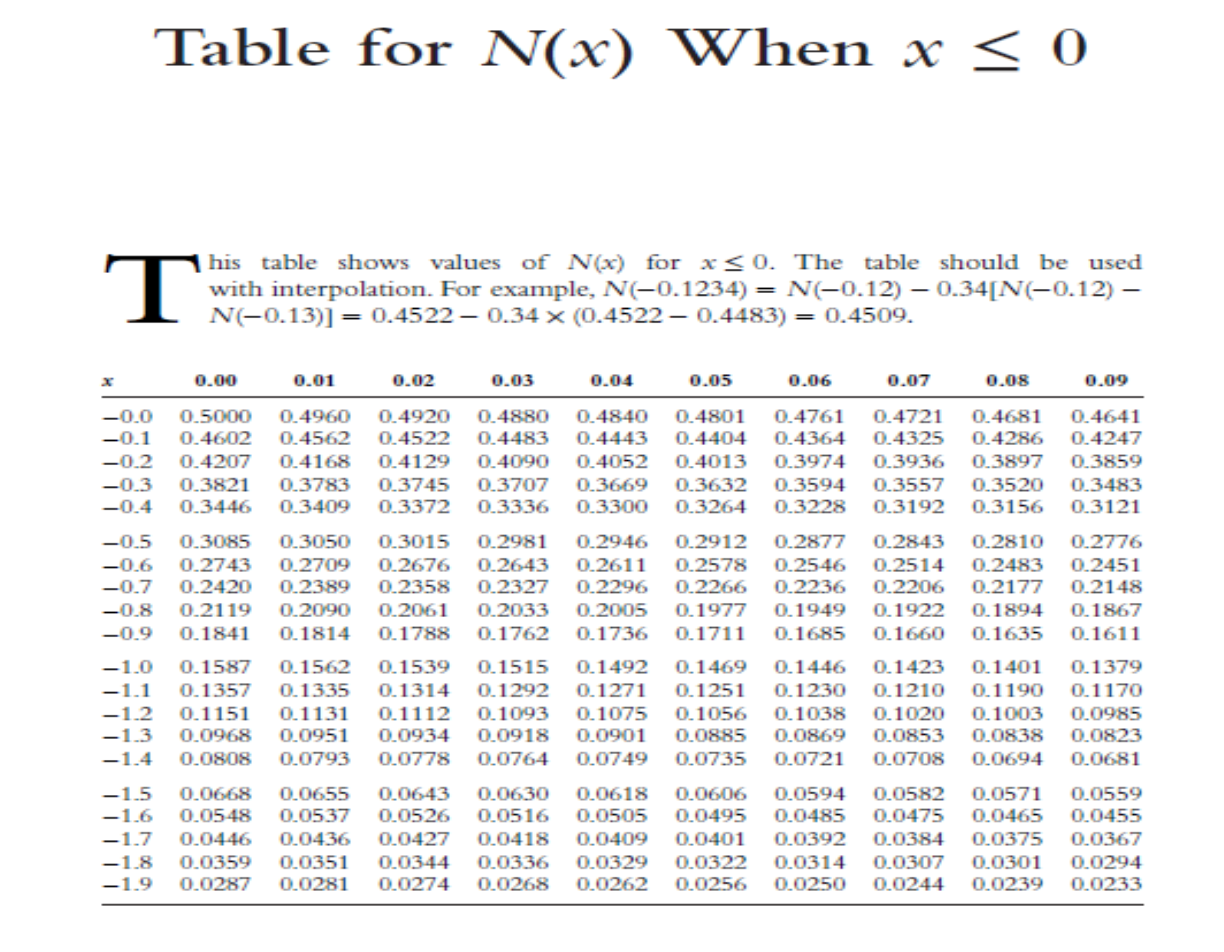 Table for N(x) When x ≤ 0
This table shows values of N(x) for x ≤ 0. The table should be used
with interpolation. For example, N(−0.1234) = N(−0.12) − 0.34[N(−0.12) −
N(−0.13)] = 0.4522 − 0.34 × (0.4522 − 0.4483) = 0.4509.
x 0.00 0.01 0.02 0.03 0.04 0.05 0.06 0.07 0.08 0.09
−0.0 0.5000 0.4960 0.4920 0.4880 0.4840 0.4801 0.4761 0.4721 0.4681 0.4641
−0.1 0.4602 0.4562 0.4522 0.4483 0.4443 0.4404 0.4364 0.4325 0.4286 0.4247
−0.2 0.4207 0.4168 0.4129 0.4090 0.4052 0.4013 0.3974 0.3936 0.3897 0.3859
−0.3 0.3821 0.3783 0.3745 0.3707 0.3669 0.3632 0.3594 0.3557 0.3520 0.3483
−0.4 0.3446 0.3409 0.3372 0.3336 0.3300 0.3264 0.3228 0.3192 0.3156 0.3121
−0.5 0.3085 0.3050 0.3015 0.2981 0.2946 0.2912 0.2877 0.2843 0.2810 0.2776
−0.6 0.2743 0.2709 0.2676 0.2643 0.2611 0.2578 0.2546 0.2514 0.2483 0.2451
−0.7 0.2420 0.2389 0.2358 0.2327 0.2296 0.2266 0.2236 0.2206 0.2177 0.2148
−0.8 0.2119 0.2090 0.2061 0.2033 0.2005 0.1977 0.1949 0.1922 0.1894 0.1867
−0.9 0.1841 0.1814 0.1788 0.1762 0.1736 0.1711 0.1685 0.1660 0.1635 0.1611
−1.0 0.1587 0.1562 0.1539 0.1515 0.1492 0.1469 0.1446 0.1423 0.1401 0.1379
−1.1 0.1357 0.1335 0.1314 0.1292 0.1271 0.1251 0.1230 0.1210 0.1190 0.1170
−1.2 0.1151 0.1131 0.1112 0.1093 0.1075 0.1056 0.1038 0.1020 0.1003 0.0985
−1.3 0.0968 0.0951 0.0934 0.0918 0.0901 0.0885 0.0869 0.0853 0.0838 0.0823
−1.4 0.0808 0.0793 0.0778 0.0764 0.0749 0.0735 0.0721 0.0708 0.0694 0.0681
−1.5 0.0668 0.0655 0.0643 0.0630 0.0618 0.0606 0.0594 0.0582 0.0571 0.0559
−1.6 0.0548 0.0537 0.0526 0.0516 0.0505 0.0495 0.0485 0.0475 0.0465 0.0455
−1.7 0.0446 0.0436 0.0427 0.0418 0.0409 0.0401 0.0392 0.0384 0.0375 0.0367
−1.8 0.0359 0.0351 0.0344 0.0336 0.0329 0.0322 0.0314 0.0307 0.0301 0.0294
−1.9 0.0287 0.0281 0.0274 0.0268 0.0262 0.0256 0.0250 0.0244 0.0239 0.0233